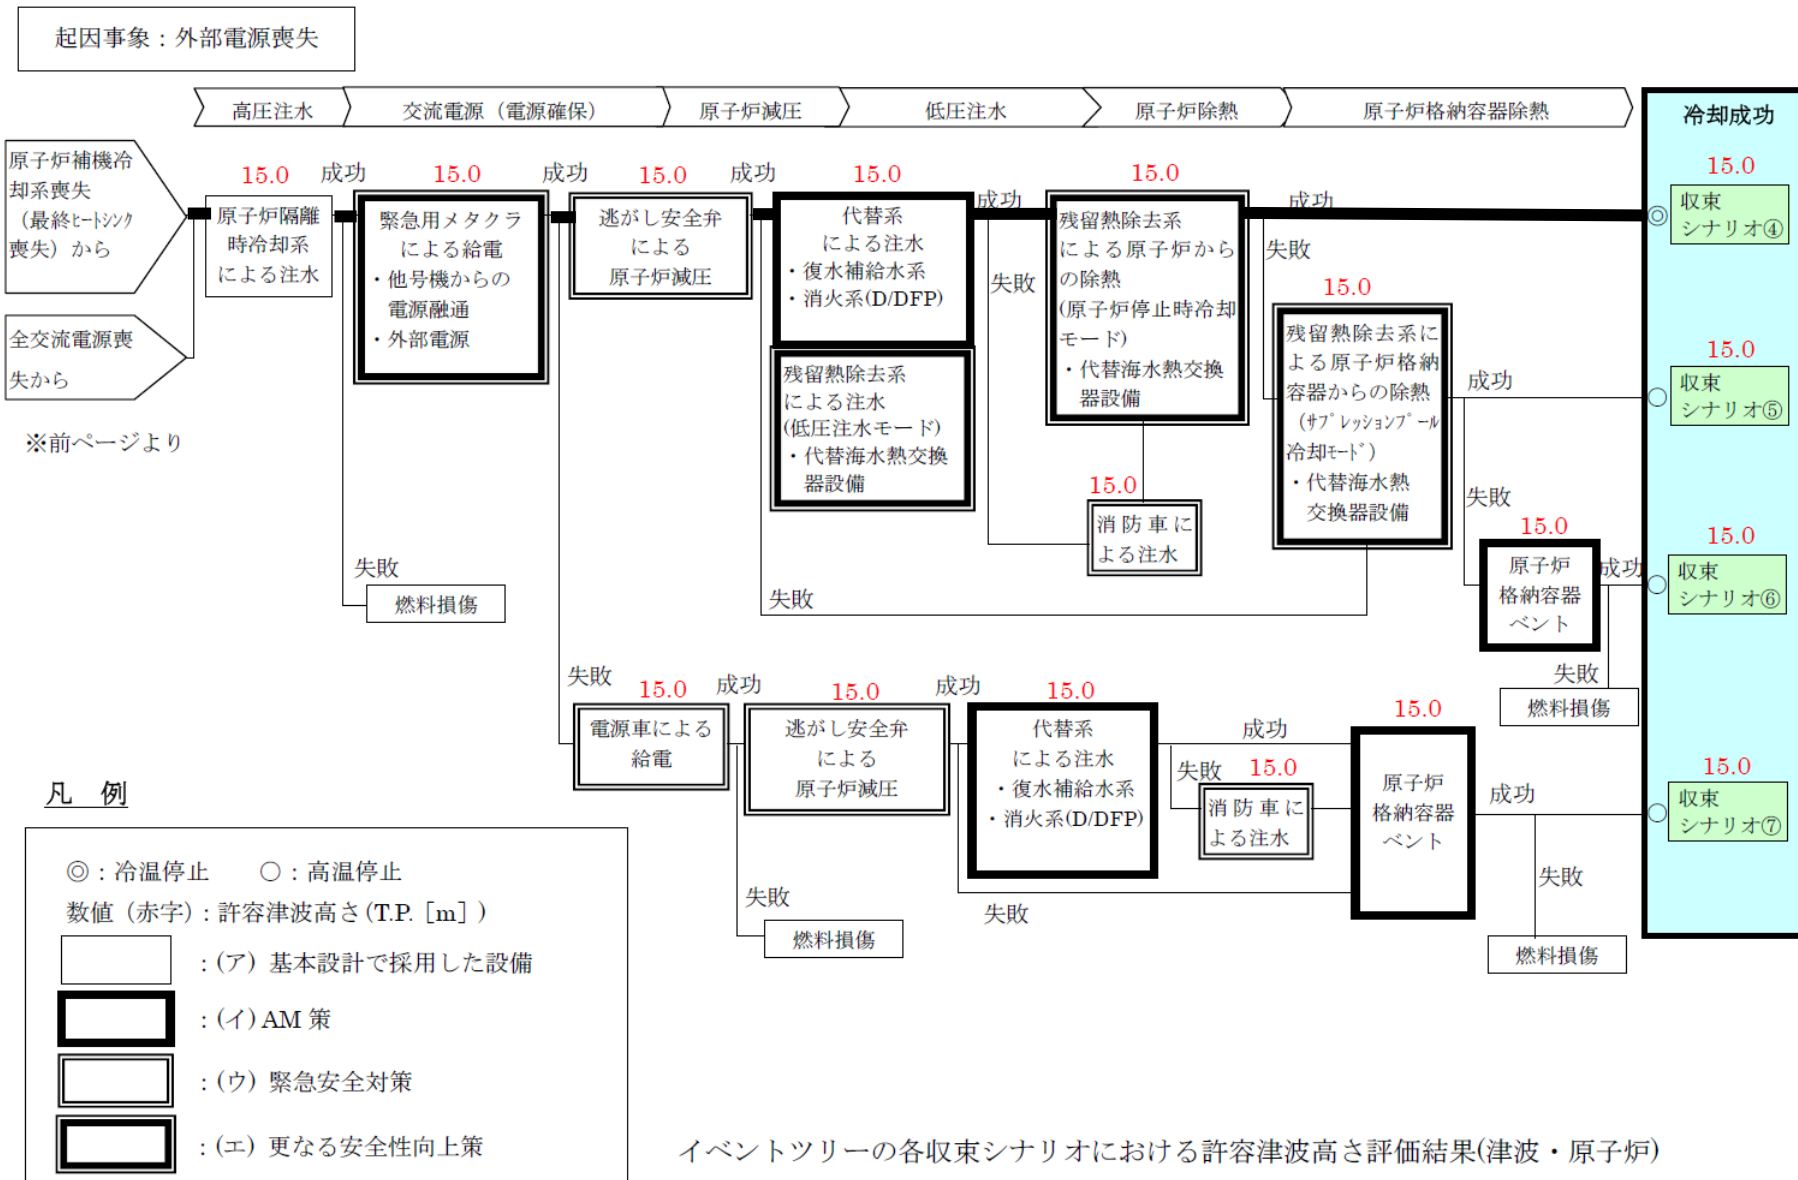 起因事象：外部電源喪失
高圧注水
交流電源（電源確保）
原子炉減圧
低圧注水
原子炉除熱
原子炉格納容器除熱
冷却成功
原子炉補機冷
却系喪失
（最終ﾋｰﾄｼﾝｸ
喪失）から
全交流電源喪
失から
※前ページより
15.0
成功
原子炉隔離
時冷却系
による注水
失敗
燃料損傷
15.0
成功
緊急用メタクラ
による給電
・他号機からの
電源融通
・外部電源
15.0
成功
逃がし安全弁
による
原子炉減圧
15.0
成功
代替系
による注水
・復水補給水系
・消火系(D/DFP)
残留熱除去系
による注水
(低圧注水モード)
・代替海水熱交換
器設備
失敗
失敗
15.0
成功
残留熱除去系
による原子炉から
の除熱
(原子炉停止時冷却
モード)
・代替海水熱交換
器設備
失敗
15.0
消防車に
よる注水
15.0
残留熱除去系に
よる原子炉格納
容器からの除熱
（ｻﾌﾟﾚｯｼｮﾝﾌﾟｰﾙ
冷却ﾓｰﾄﾞ）
・代替海水熱
交換器設備
成功
失敗
15.0
原子炉
格納容器
ベント
成功
失敗
燃料損傷
15.0
◎
収束
シナリオ④
15.0
○
収束
シナリオ⑤
15.0
○
収束
シナリオ⑥
15.0
○
収束
シナリオ⑦
失敗
15.0
成功
電源車による
給電
失敗
燃料損傷
15.0
成功
逃がし安全弁
による
原子炉減圧
失敗
15.0
代替系
による注水
・復水補給水系
・消火系(D/DFP)
成功
失敗
15.0
消防車に
よる注水
15.0
原子炉
格納容器
ベント
成功
失敗
燃料損傷
凡　例
◎：冷温停止　　○：高温停止
数値（赤字）：許容津波高さ(T.P.［m］)
：(ア) 基本設計で採用した設備
：(イ) AM 策
：(ウ) 緊急安全対策
：(エ) 更なる安全性向上策
イベントツリーの各収束シナリオにおける許容津波高さ評価結果(津波・原子炉)